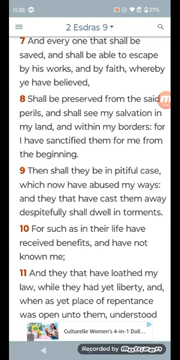 11:26
2 Esdras 9
7 And every one that shall be
saved, and shall be able to escape
by his works, and by faith, whereby
ye have believed,
8 Shall be preserved from the said
perils, and shall see my salvation in
my land, and within my borders: for
I have sanctified them for me from
the beginning.
9 Then shall they be in pitiful case,
which now have abused my ways:
and they that have cast them away
despitefully shall dwell in torments.
10 For such as in their life have
received benefits, and have not
known me;
11 And they that have loathed my
law, while they had yet liberty, and,
when as yet place of repentance
was open unto them, understood
Culturelle Women's 4-in-1 Dail...
Recorded by